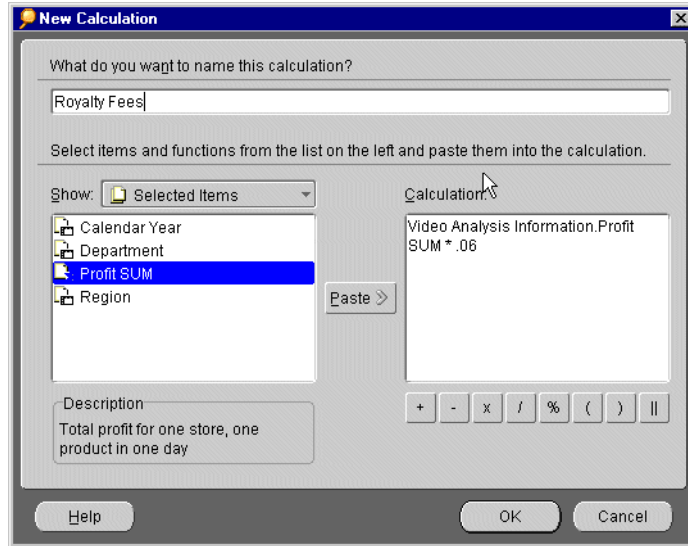 New Calculation
What do you want to name this calculation?
Royalty Fees
Select items and functions from the list on the left and paste them into the calculation.
Show: Selected Items
Calendar Year
Department
Profit SUM
Region
Paste
Calculation:
Video Analysis Information.Profit
SUM * .06
+ - x / % ( ) ||
Description
Total profit for one store, one
product in one day
Help
OK
Cancel